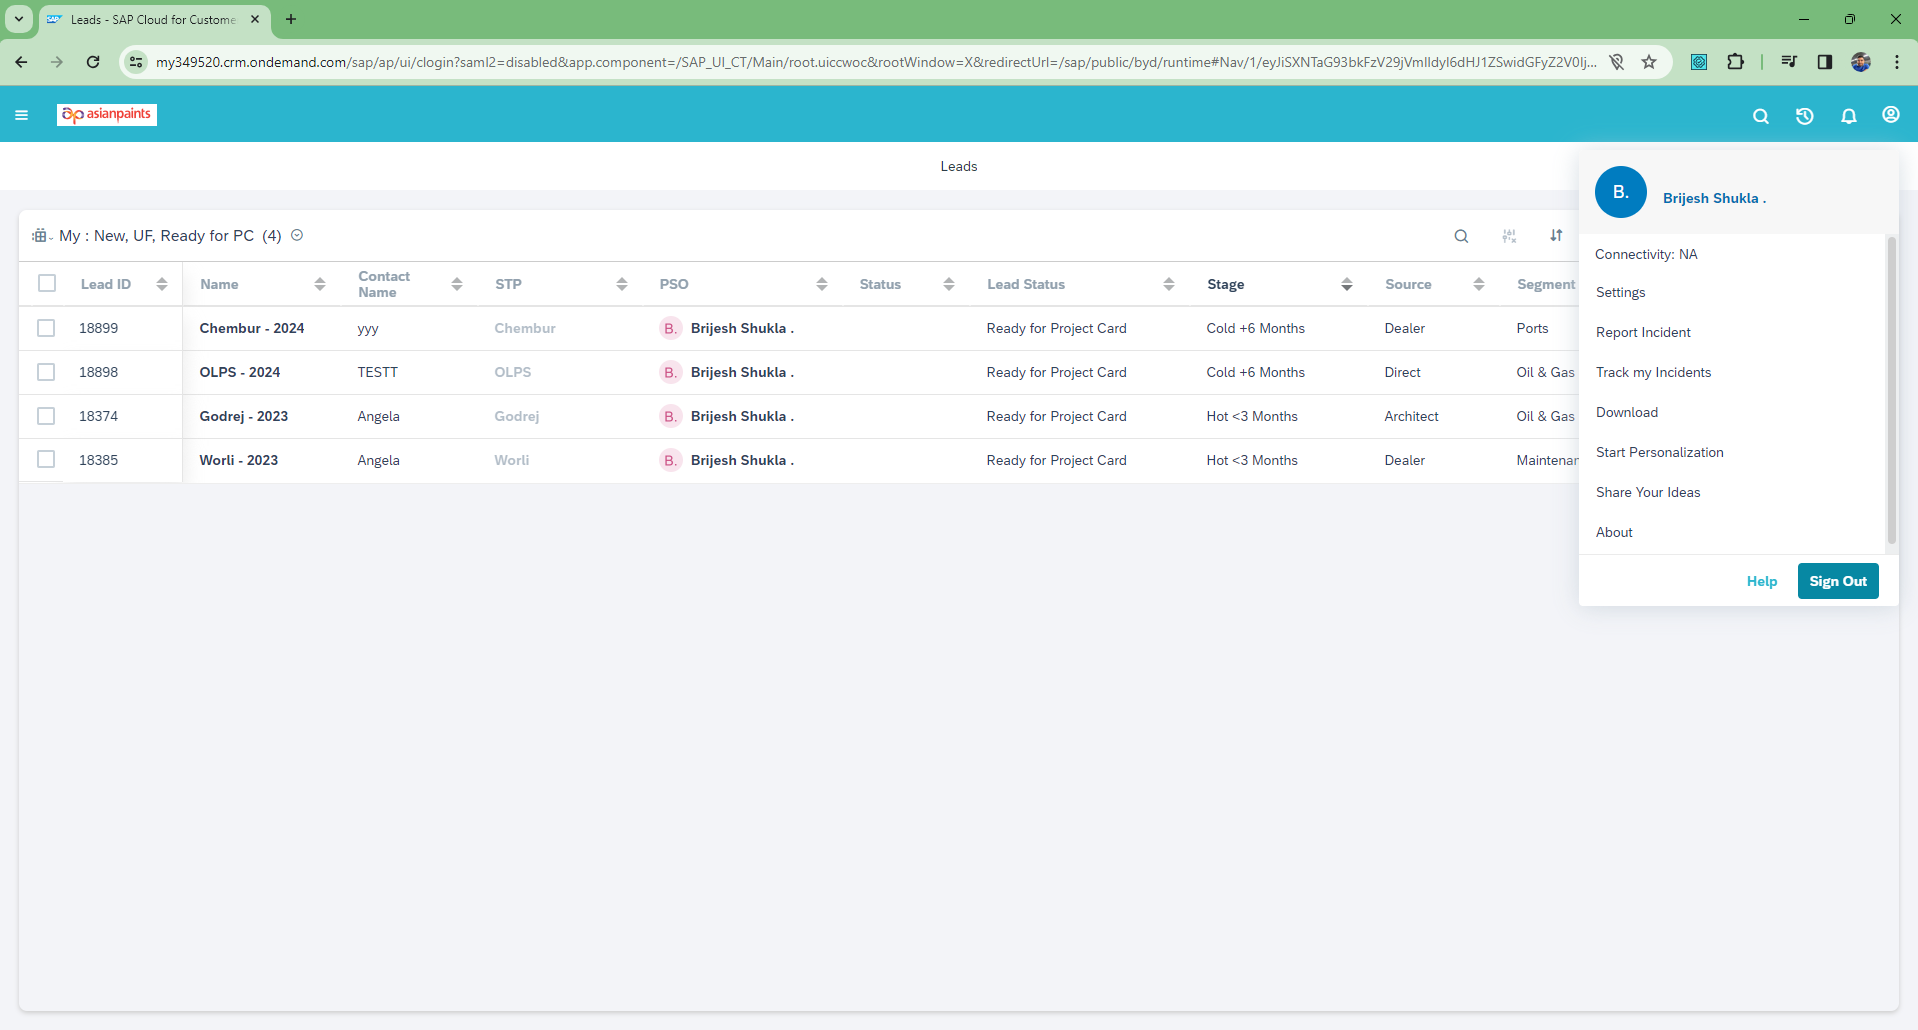 Leads - SAP Cloud for Custome
my349520.crm.ondemand.com/sap/ap/ui/clogin?saml2=disabled&app.component=/SAP_UI_CT/Main/root.uiccwoc&rootWindow=X&redirectUrl=/sap/public/byd/runtime#Nav/1/eyJiSXNTaG93bkFzV29jVmlldyI6dHJ1ZSwidGFyZ2V0Ij...
asianpaints
Leads
B. Brijesh Shukla .
My : New, UF, Ready for PC (4)
Lead ID Name Contact Name STP PSO Status Lead Status Stage Source Segment
18899 Chembur - 2024 yyy Chembur B. Brijesh Shukla . Ready for Project Card Cold +6 Months Dealer Ports
18898 OLPS - 2024 TESTT OLPS B. Brijesh Shukla . Ready for Project Card Cold +6 Months Direct Oil & Gas
18374 Godrej - 2023 Angela Godrej B. Brijesh Shukla . Ready for Project Card Hot <3 Months Architect Oil & Gas
18385 Worli - 2023 Angela Worli B. Brijesh Shukla . Ready for Project Card Hot <3 Months Dealer Maintenan
Connectivity: NA
Settings
Report Incident
Track my Incidents
Download
Start Personalization
Share Your Ideas
About
Help Sign Out